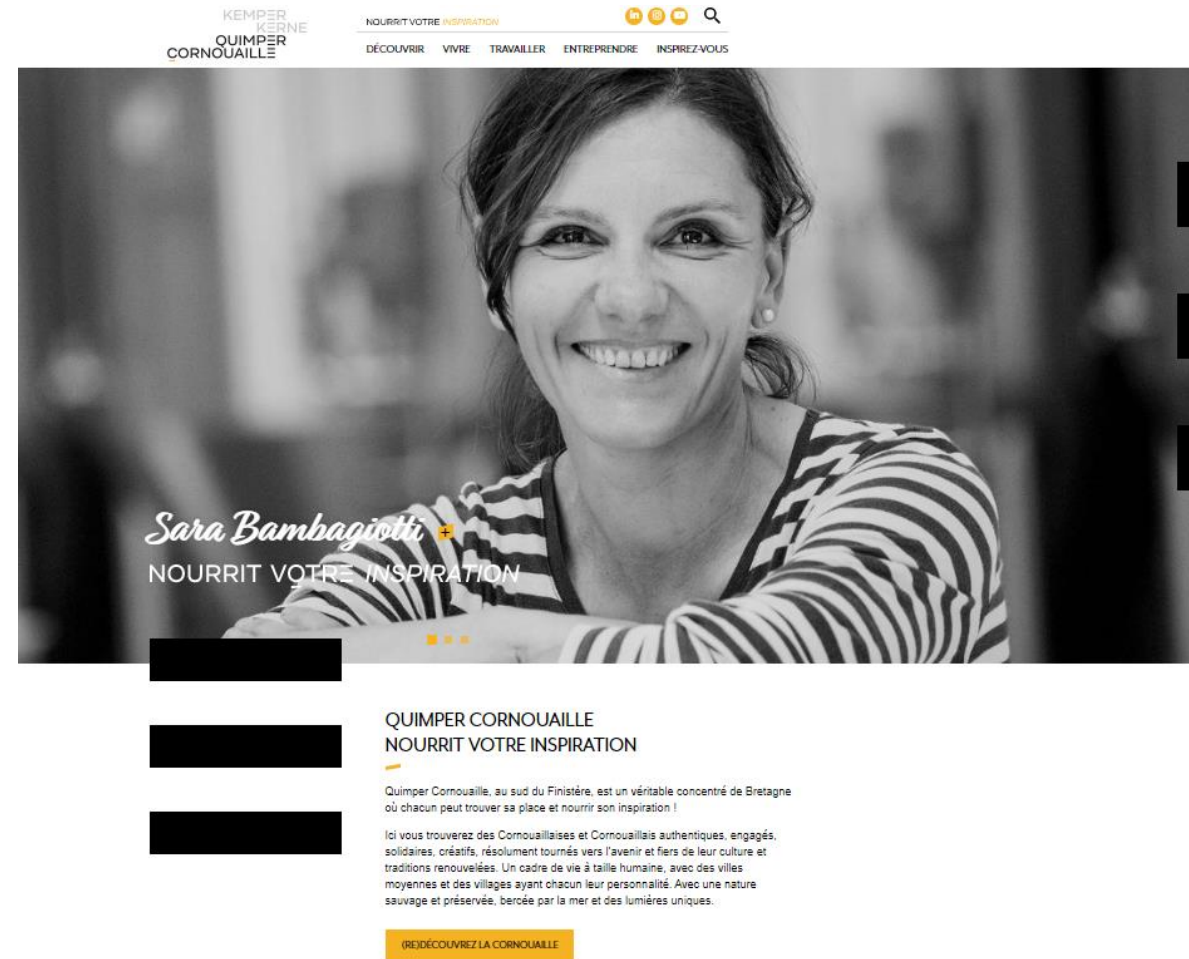 KEMPER
KERNE
QUIMPER
CORNOUAILLE
NOURRIT VOTRE INSPIRATION
DÉCOUVRIR VIVRE TRAVAILLER ENTREPRENDRE INSPIREZ-VOUS
Sara Bambagiotti +
NOURRIT VOTRE INSPIRATION
QUIMPER CORNOUAILLE
NOURRIT VOTRE INSPIRATION
Quimper Cornouaille, au sud du Finistère, est un véritable concentré de Bretagne
où chacun peut trouver sa place et nourrir son inspiration !
Ici vous trouverez des Cornouaillaises et Cornouaillais authentiques, engagés,
solidaires, créatifs, résolument tournés vers l'avenir et fiers de leur culture et
traditions renouvelées. Un cadre de vie à taille humaine, avec des villes
moyennes et des villages ayant chacun leur personnalité. Avec une nature
sauvage et préservée, bercée par la mer et des lumières uniques.
(RE)DÉCOUVREZ LA CORNOUAILLE